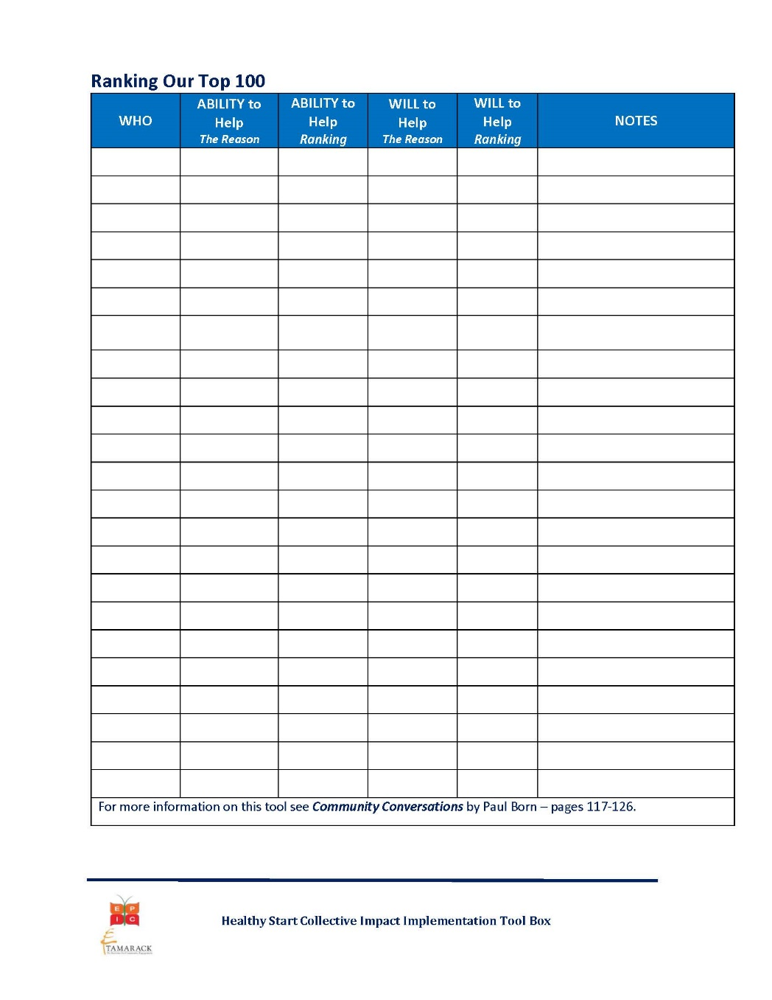 Ranking Our Top 100
WHO
ABILITY to
Help
The Reason
ABILITY to
Help
Ranking
WILL to
Help
The Reason
WILL to
Help
Ranking
NOTES
For more information on this tool see Community Conversations by Paul Born – pages 117-126.
E P
I C
TAMARACK
Healthy Start Collective Impact Implementation Tool Box